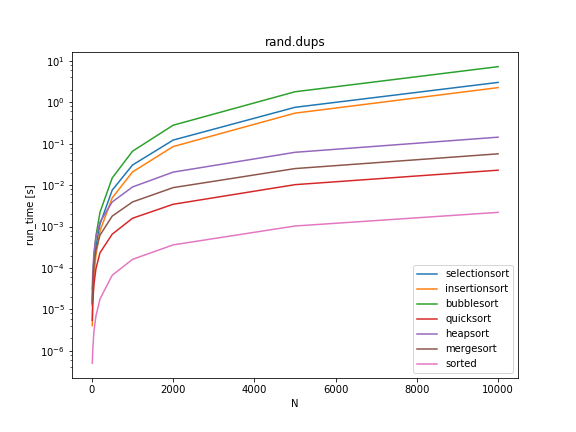 rand.dups
run_time [s]
10^1
10^0
10^-1
10^-2
10^-3
10^-4
10^-5
10^-6
selectionsort
insertionsort
bubblesort
quicksort
heapsort
mergesort
sorted
0 2000 4000 6000 8000 10000
N